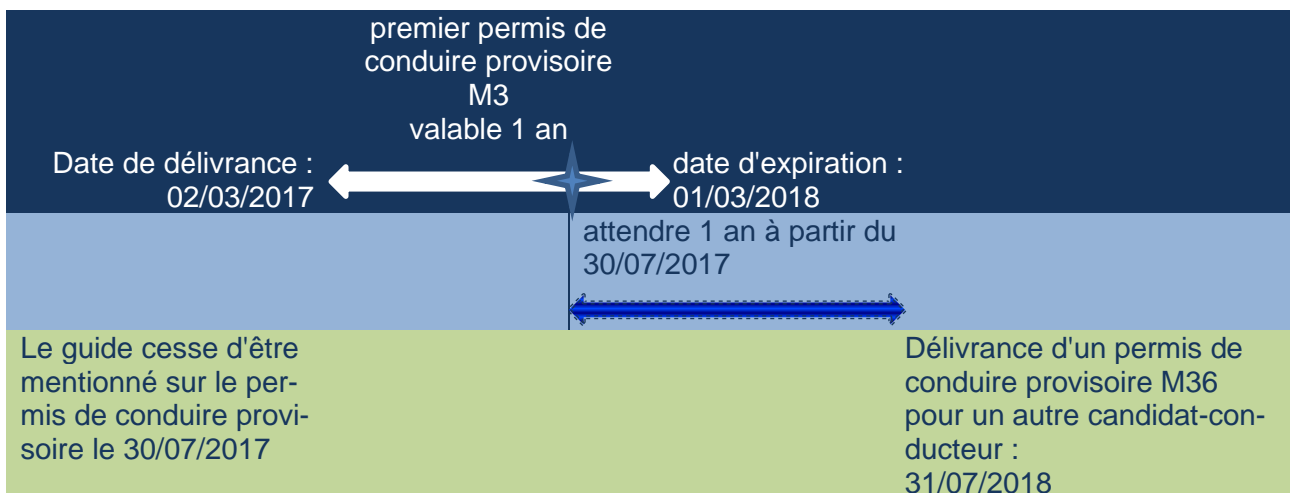 premier permis de
conduire provisoire
M3
valable 1 an
Date de délivrance :
02/03/2017
date d'expiration :
01/03/2018
attendre 1 an à partir du
30/07/2017
Le guide cesse d'être
mentionné sur le per-
mis de conduire provi-
soire le 30/07/2017
Délivrance d'un permis de
conduire provisoire M36
pour un autre candidat-con-
ducteur :
31/07/2018